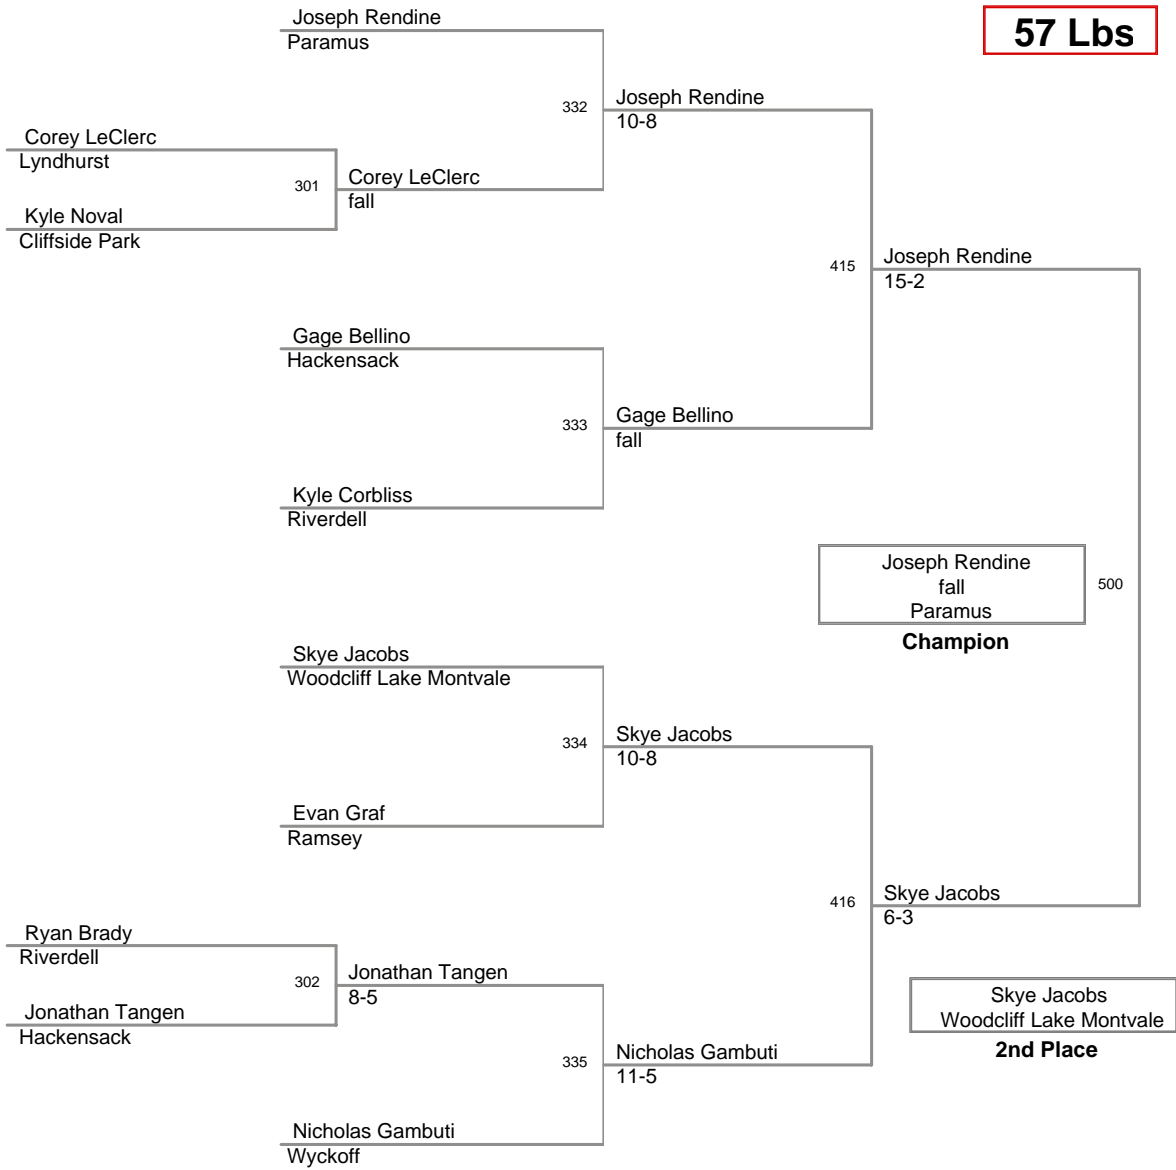 Joseph Rendine
Paramus
57 Lbs
332
Joseph Rendine
10-8
Corey LeClerc
Lyndhurst
301
Corey LeClerc
fall
Kyle Noval
Cliffside Park
415
Joseph Rendine
15-2
Gage Bellino
Hackensack
333
Gage Bellino
fall
Kyle Corbliss
Riverdell
Joseph Rendine
fall
Paramus
500
Champion
Skye Jacobs
Woodcliff Lake Montvale
334
Skye Jacobs
10-8
Evan Graf
Ramsey
416
Skye Jacobs
6-3
Ryan Brady
Riverdell
302
Jonathan Tangen
8-5
Jonathan Tangen
Hackensack
Skye Jacobs
Woodcliff Lake Montvale
2nd Place
335
Nicholas Gambuti
11-5
Nicholas Gambuti
Wyckoff